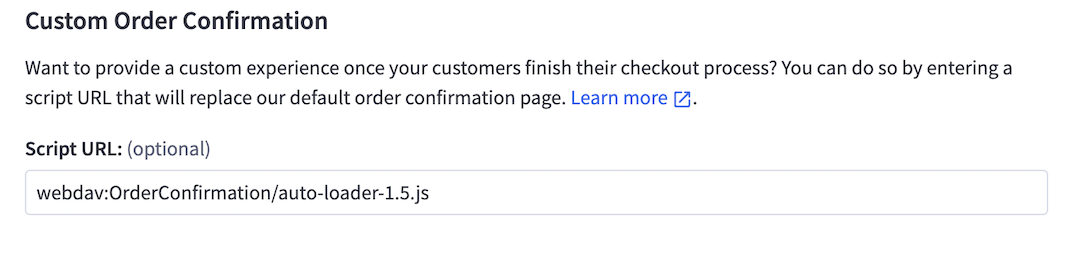 Custom Order Confirmation
Want to provide a custom experience once your customers finish their checkout process? You can do so by entering a
script URL that will replace our default order confirmation page. Learn more.
Script URL: (optional)
webdav:OrderConfirmation/auto-loader-1.5.js